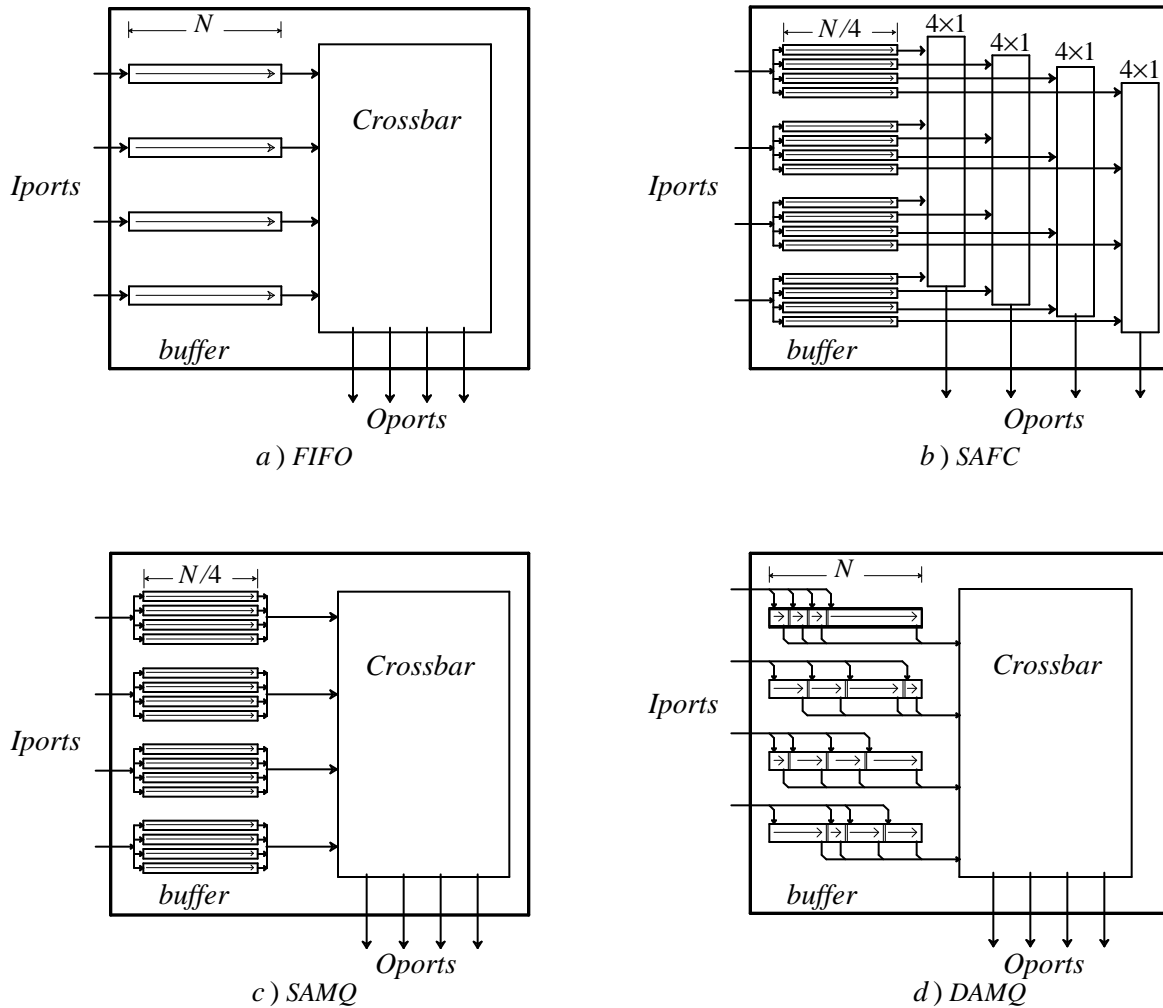 N
Crossbar
Iports
buffer
Oports
a ) FIFO
N/4
4×1
4×1
4×1
4×1
Iports
buffer
Oports
b ) SAFC
N/4
Crossbar
Iports
buffer
Oports
c ) SAMQ
N
Crossbar
Iports
buffer
Oports
d ) DAMQ